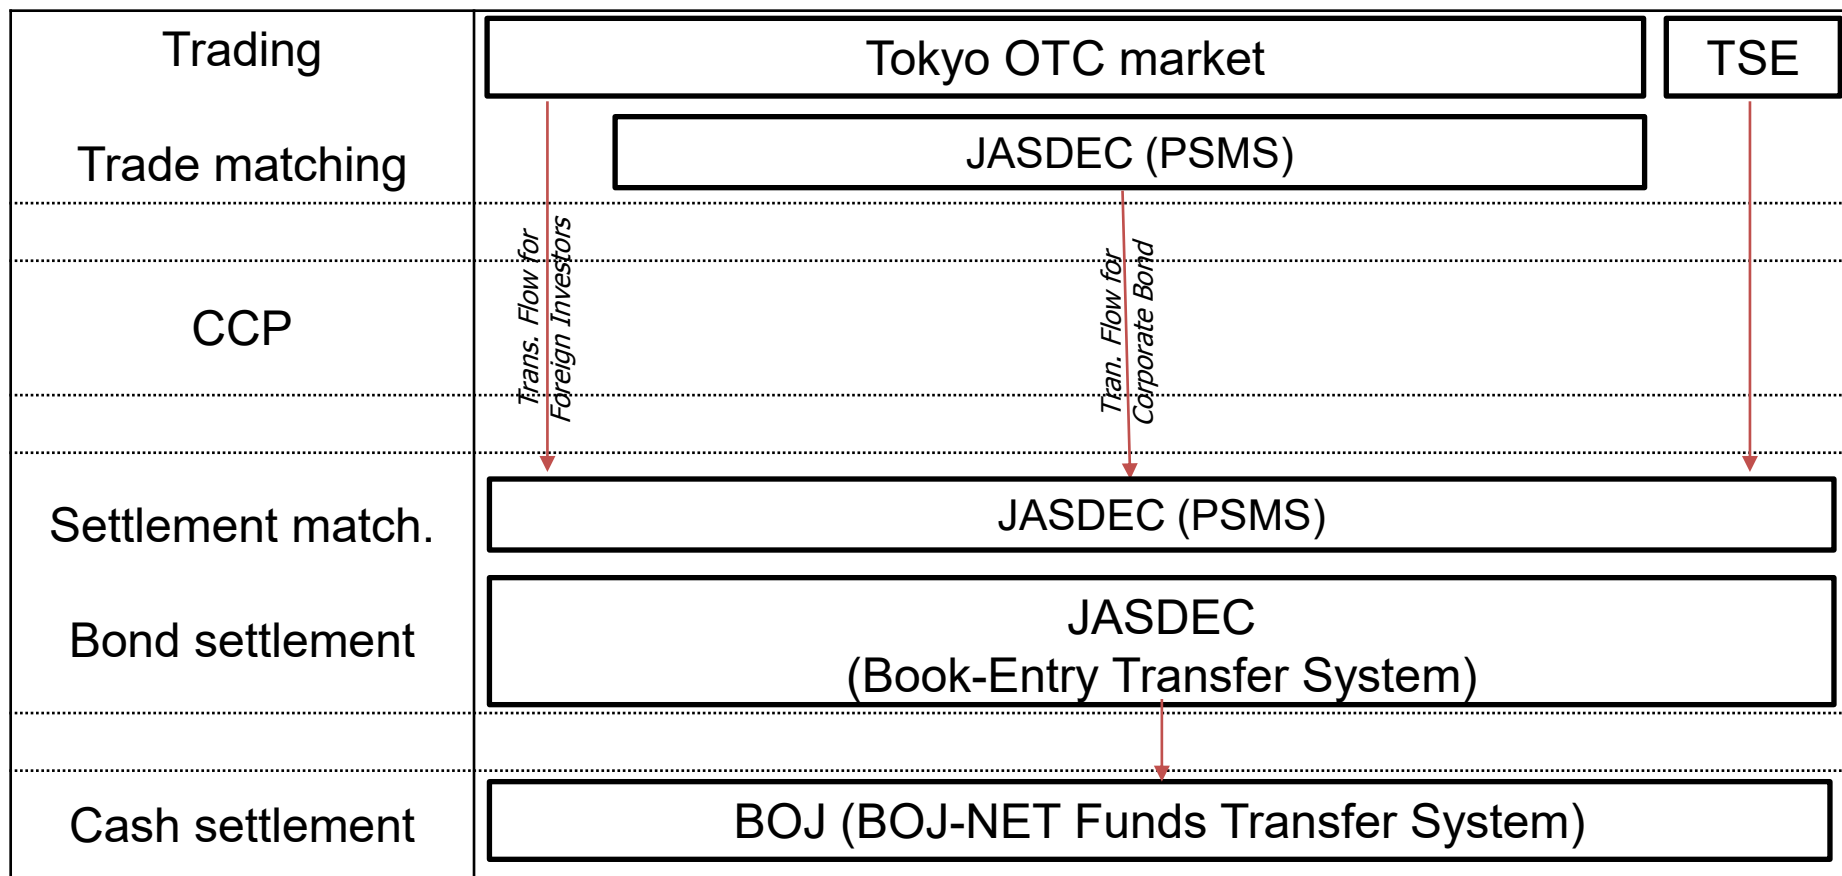 Trading
Tokyo OTC market
TSE
Trade matching
JASDEC (PSMS)
Trans. Flow for
Foreign Investors
Tran. Flow for
Corporate Bond
CCP
Settlement match.
JASDEC (PSMS)
Bond settlement
JASDEC
(Book-Entry Transfer System)
Cash settlement
BOJ (BOJ-NET Funds Transfer System)